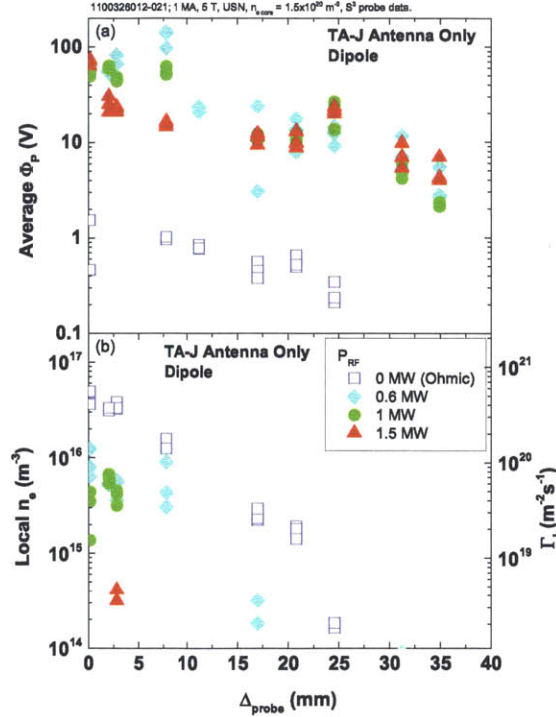 1100326012-021; 1 MA, 5 T, USN, n_e core = 1.5x10^20 m^-3, S^3 probe data.
(a)
TA-J Antenna Only
Dipole
100
10
1
0.1
Average Φ_P (V)
(b)
TA-J Antenna Only
Dipole
P_RF
0 MW (Ohmic)
0.6 MW
1 MW
1.5 MW
10^17
10^16
10^15
10^14
Local n_e (m^-3)
10^21
10^20
10^19
(m^-2s^-1)
0 5 10 15 20 25 30 35 40
Δ_probe (mm)